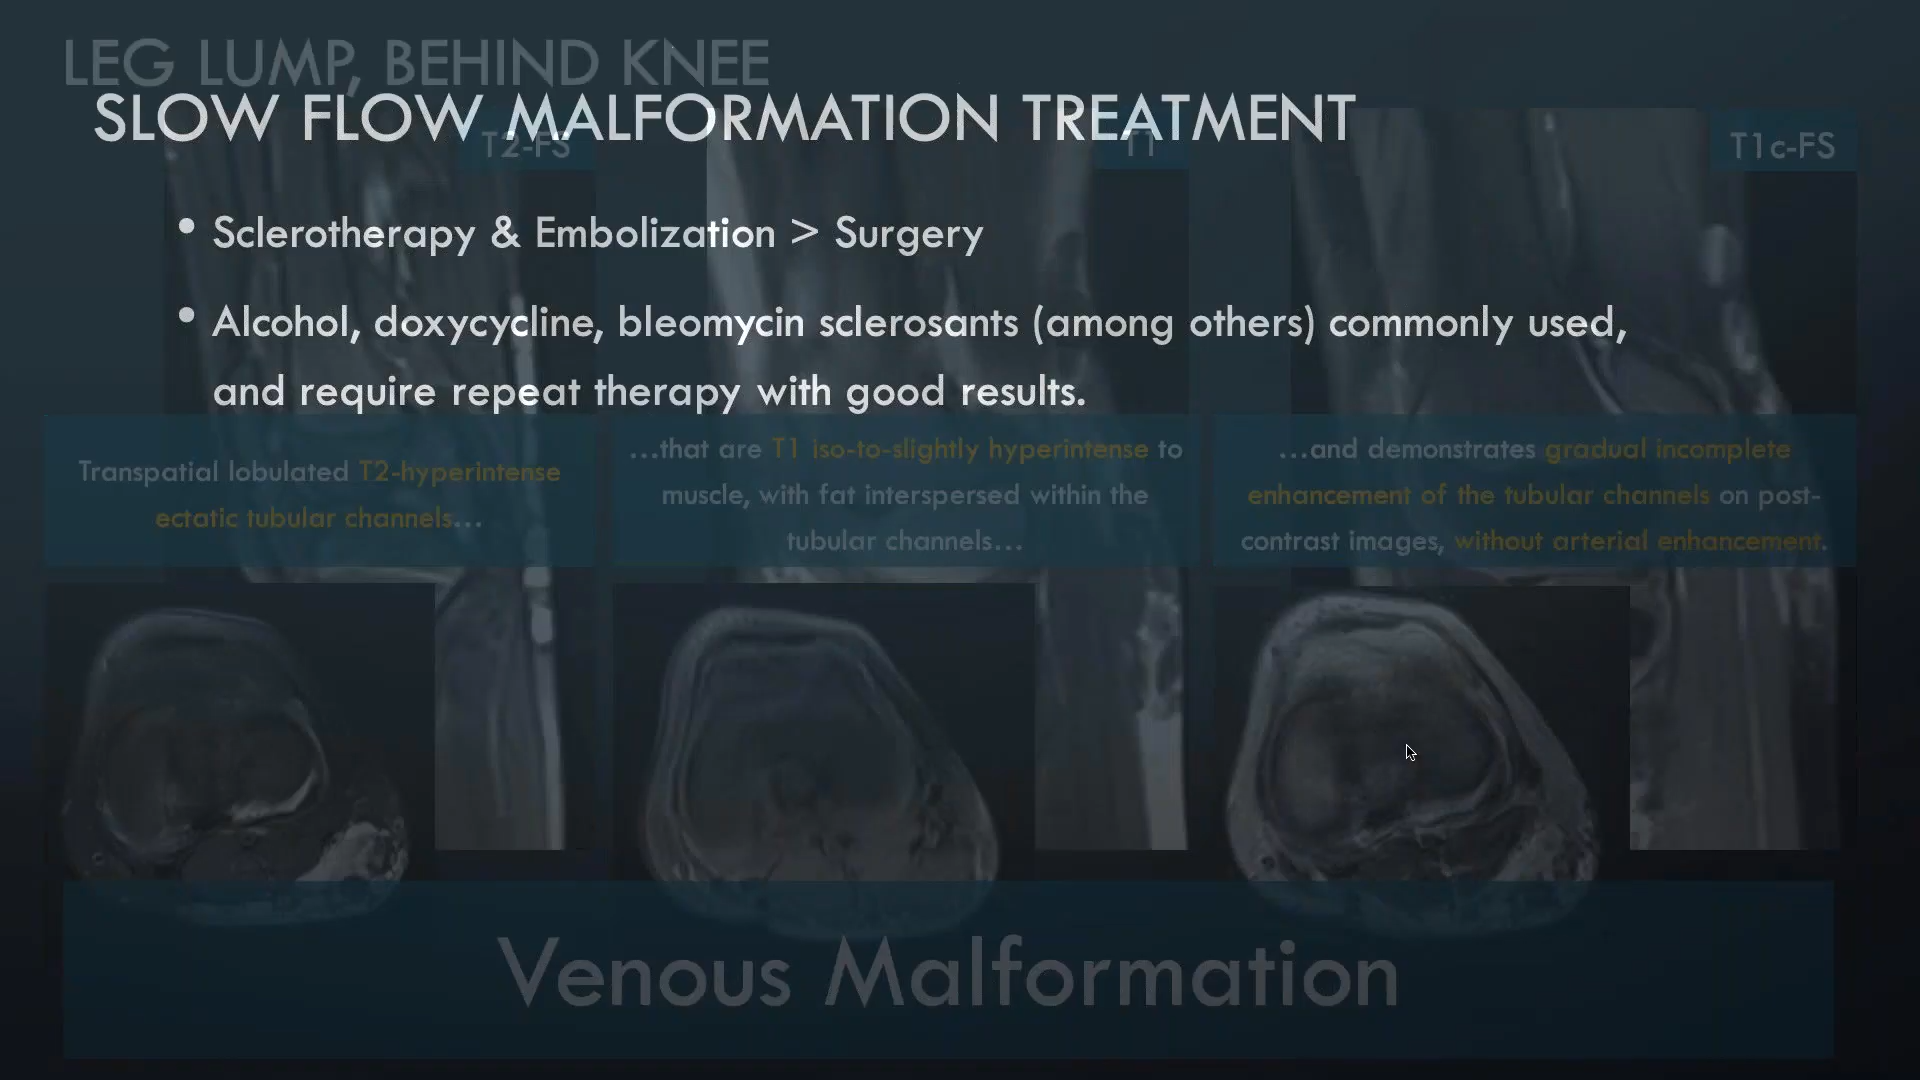 LEG LUMP, BEHIND KNEE
SLOW FLOW MALFORMATION TREATMENT
T2-FS
T1
T1c-FS
• Sclerotherapy & Embolization > Surgery
• Alcohol, doxycycline, bleomycin sclerosants (among others) commonly used,
and require repeat therapy with good results.
Transpatial lobulated T2-hyperintense
ectatic tubular channels...
...that are T1 iso-to-slightly hyperintense to
muscle, with fat interspersed within the
tubular channels...
...and demonstrates gradual incomplete
enhancement of the tubular channels on post-
contrast images, without arterial enhancement.
Venous Malformation